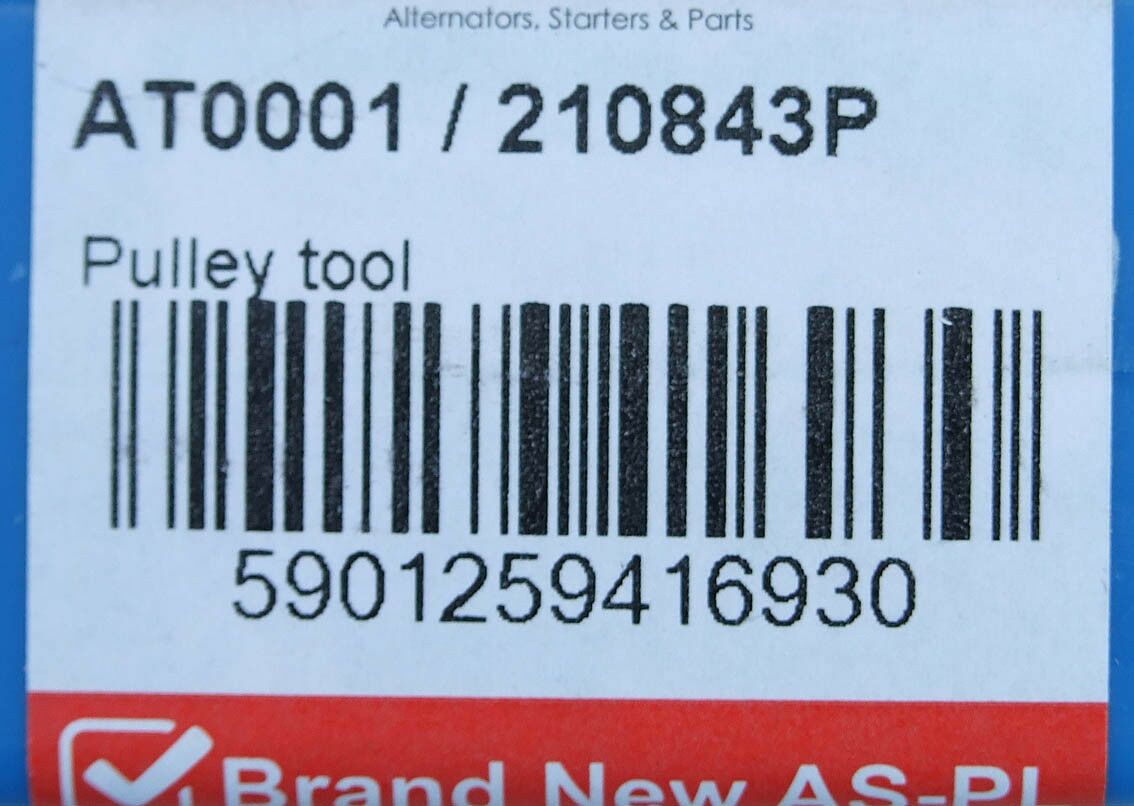 Alternators, Starters & Parts
AT0001 / 210843P
Pulley tool
5901259416930
Brand New AS-PL